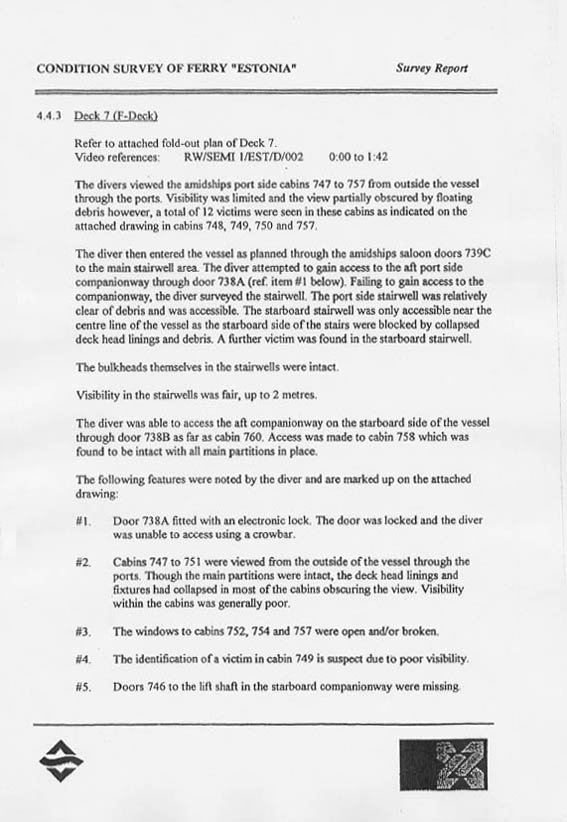 CONDITION SURVEY OF FERRY "ESTONIA" Survey Report
4.4.3 Deck 7 (F-Deck)
Refer to attached fold-out plan of Deck 7.
Video references: RW/SEMI 1/EST/D/002 0:00 to 1:42
The divers viewed the amidships port side cabins 747 to 757 from outside the vessel
through the ports. Visibility was limited and the view partially obscured by floating
debris however, a total of 12 victims were seen in these cabins as indicated on the
attached drawing in cabins 748, 749, 750 and 757.
The diver then entered the vessel as planned through the amidships saloon doors 739C
to the main stairwell area. The diver attempted to gain access to the aft port side
companionway through door 738A (ref. item #1 below). Failing to gain access to the
companionway, the diver surveyed the stairwell. The port side stairwell was relatively
clear of debris and was accessible. The starboard stairwell was only accessible near the
centre line of the vessel as the starboard side of the stairs were blocked by collapsed
deck head linings and debris. A further victim was found in the starboard stairwell.
The bulkheads themselves in the stairwells were intact.
Visibility in the stairwells was fair, up to 2 metres.
The diver was able to access the aft companionway on the starboard side of the vessel
through door 738B as far as cabin 760. Access was made to cabin 758 which was
found to be intact with all main partitions in place.
The following features were noted by the diver and are marked up on the attached
drawing:
#1. Door 738A fitted with an electronic lock. The door was locked and the diver
was unable to access using a crowbar.
#2. Cabins 747 to 751 were viewed from the outside of the vessel through the
ports. Though the main partitions were intact, the deck head linings and
fixtures had collapsed in most of the cabins obscuring the view. Visibility
within the cabins was generally poor.
#3. The windows to cabins 752, 754 and 757 were open and/or broken.
#4. The identification of a victim in cabin 749 is suspect due to poor visibility.
#5. Doors 746 to the lift shaft in the starboard companionway were missing.